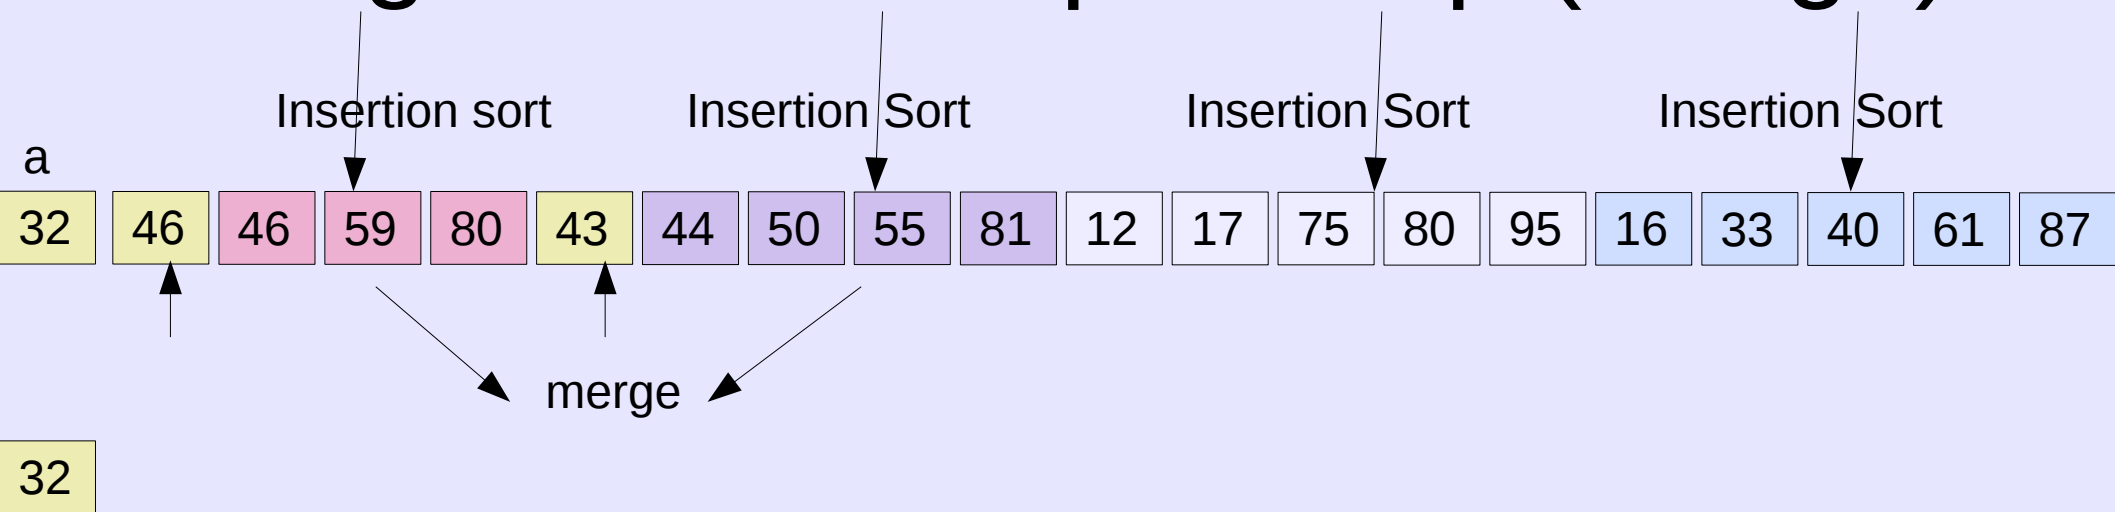 Insertion sort Insertion Sort Insertion Sort Insertion Sort
a
32 46 46 59 80 43 44 50 55 81 12 17 75 80 95 16 33 40 61 87
merge
32